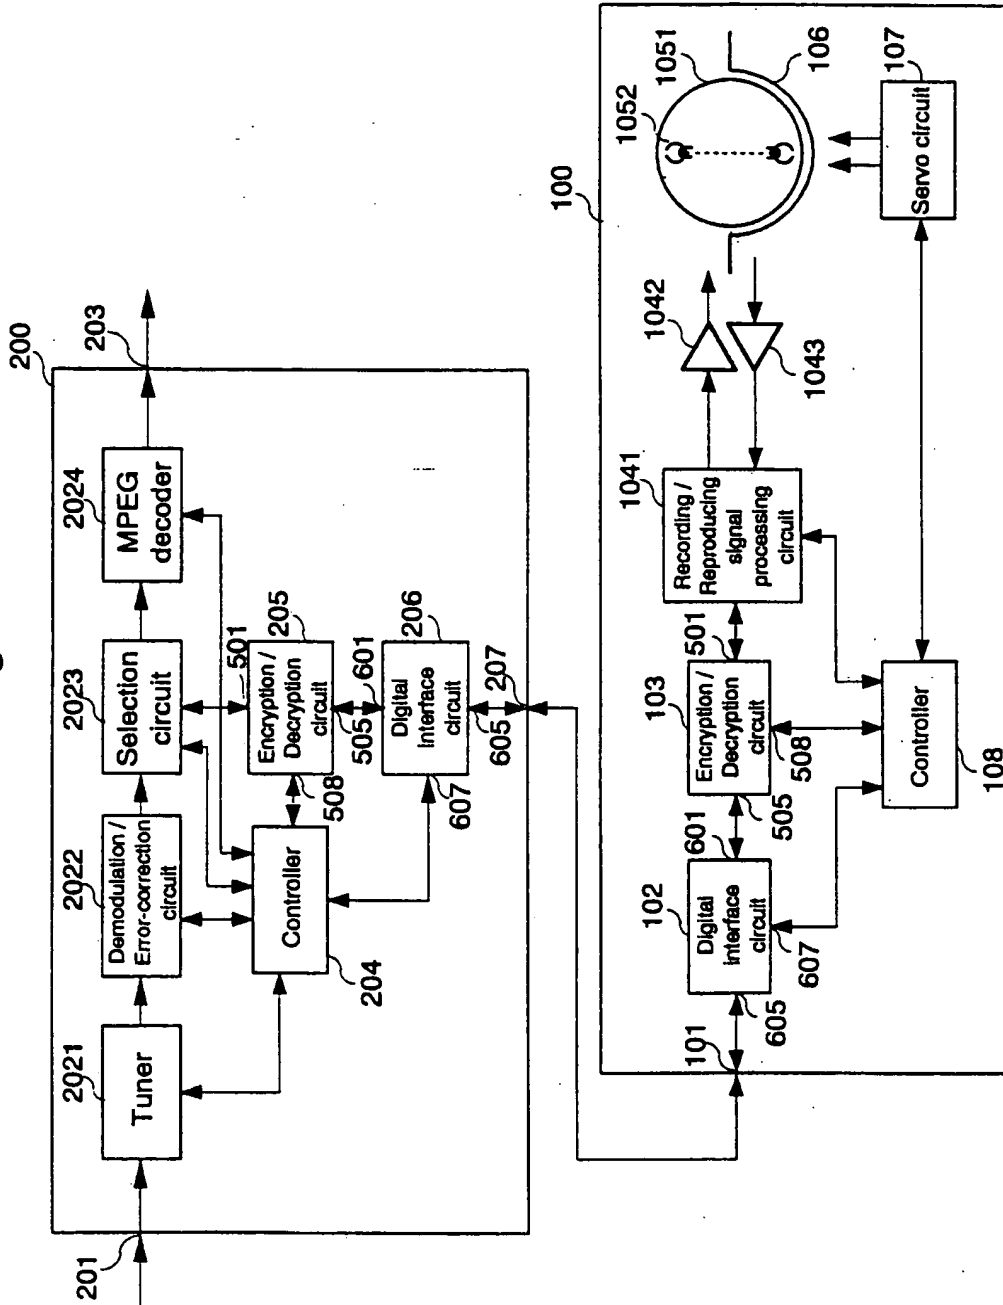 200
201
2021
Tuner
2022
Demodulation /
Error-correction
circuit
2023
Selection
circuit
2024
MPEG
decoder
203
Controller
204
501
205
Encryption /
Decryption
circuit
508
505
601
206
Digital
Interface
circuit
607
605
207
100
101
605
102
Digital
interface
circuit
607
601
505
103
Encryption /
Decryption
circuit
508
501
1041
Recording /
Reproducing
signal
processing
circuit
1042
1043
1052
1051
106
107
Servo circuit
Controller
108